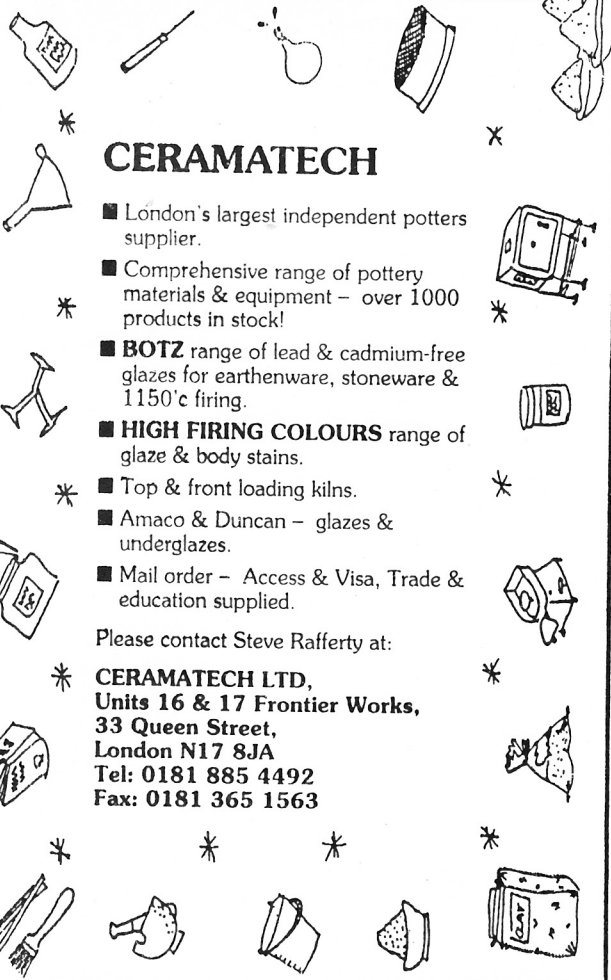 CERAMATECH
■ London's largest independent potters
supplier.
■ Comprehensive range of pottery
materials & equipment – over 1000
products in stock!
■ BOTZ range of lead & cadmium-free
glazes for earthenware, stoneware &
1150'c firing.
■ HIGH FIRING COLOURS range of
glaze & body stains.
■ Top & front loading kilns.
■ Amaco & Duncan – glazes &
underglazes.
■ Mail order – Access & Visa, Trade &
education supplied.
Please contact Steve Rafferty at:
CERAMATECH LTD,
Units 16 & 17 Frontier Works,
33 Queen Street,
London N17 8JA
Tel: 0181 885 4492
Fax: 0181 365 1563
CLAY